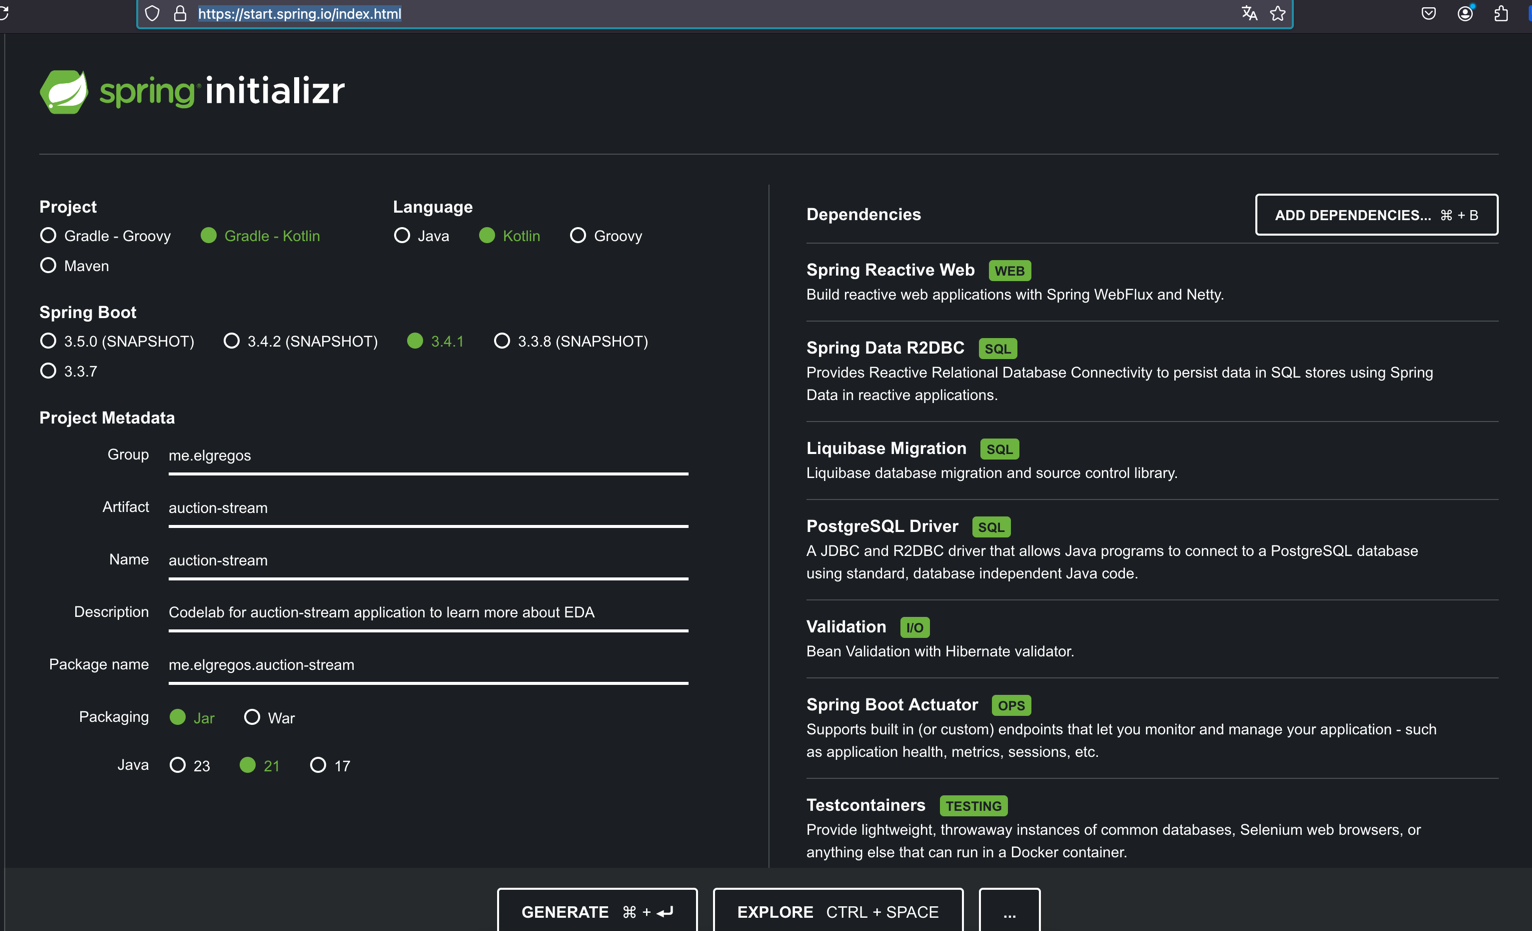 https://start.spring.io/index.html
spring initializr
Project
Gradle - Groovy
Gradle - Kotlin
Maven
Language
Java
Kotlin
Groovy
Spring Boot
3.5.0 (SNAPSHOT)
3.4.2 (SNAPSHOT)
3.4.1
3.3.8 (SNAPSHOT)
3.3.7
Project Metadata
Group me.elgregos
Artifact auction-stream
Name auction-stream
Description Codelab for auction-stream application to learn more about EDA
Package name me.elgregos.auction-stream
Packaging Jar War
Java 23 21 17
Dependencies
ADD DEPENDENCIES... ⌘ + B
Spring Reactive Web WEB
Build reactive web applications with Spring WebFlux and Netty.
Spring Data R2DBC SQL
Provides Reactive Relational Database Connectivity to persist data in SQL stores using Spring
Data in reactive applications.
Liquibase Migration SQL
Liquibase database migration and source control library.
PostgreSQL Driver SQL
A JDBC and R2DBC driver that allows Java programs to connect to a PostgreSQL database
using standard, database independent Java code.
Validation I/O
Bean Validation with Hibernate validator.
Spring Boot Actuator OPS
Supports built in (or custom) endpoints that let you monitor and manage your application - such
as application health, metrics, sessions, etc.
Testcontainers TESTING
Provide lightweight, throwaway instances of common databases, Selenium web browsers, or
anything else that can run in a Docker container.
GENERATE ⌘ + ⏎
EXPLORE CTRL + SPACE
...